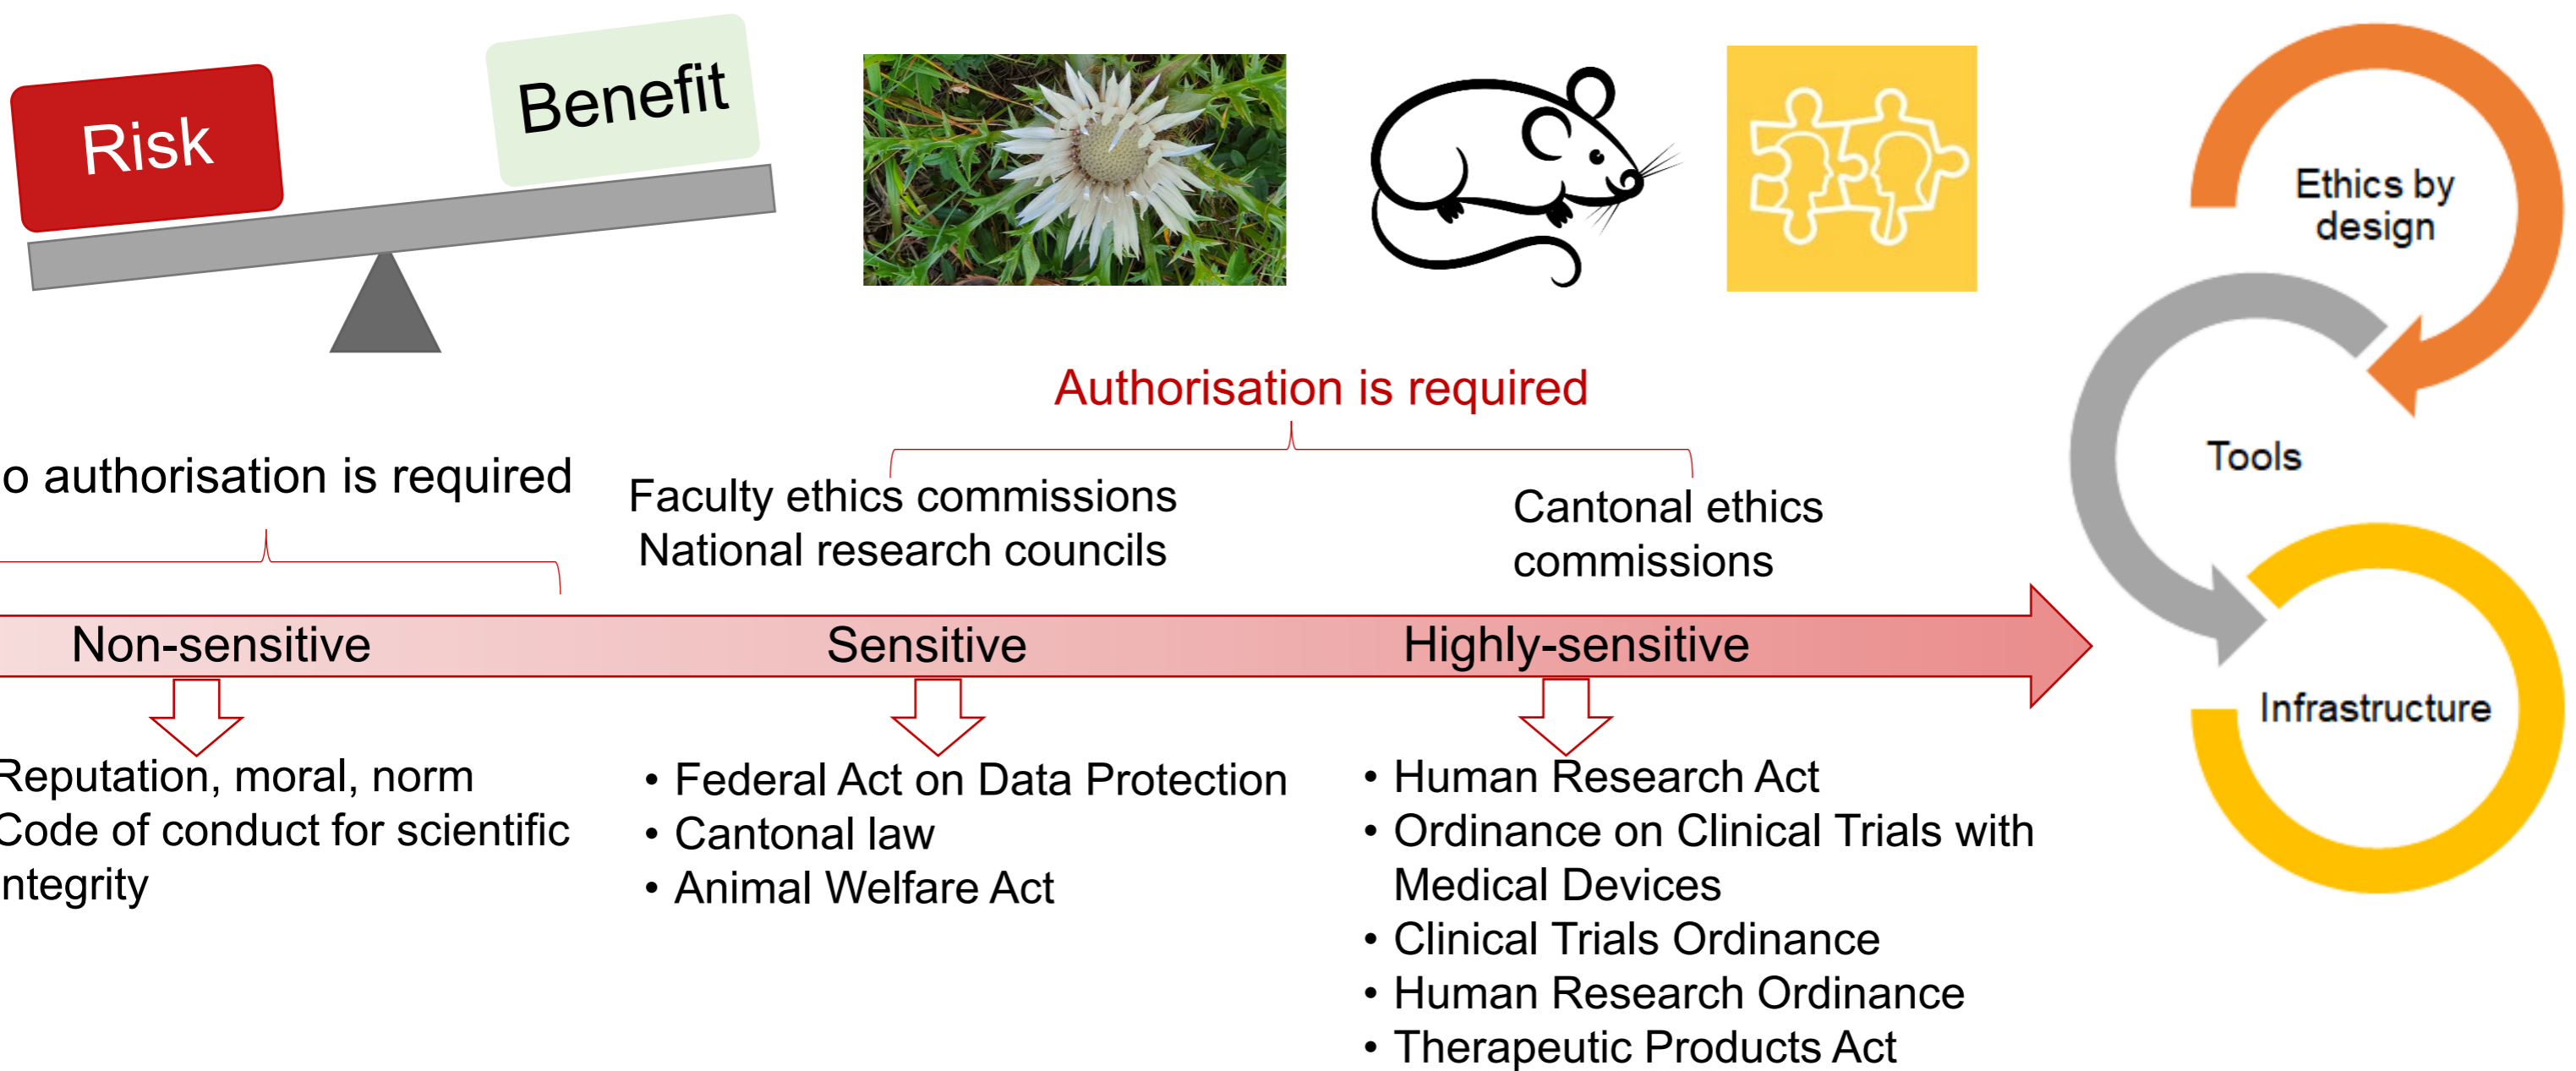 Risk
Benefit
Ethics by
design
Tools
Infrastructure
Authorisation is required
o authorisation is required
Faculty ethics commissions
National research councils
Cantonal ethics
commissions
Non-sensitive
Sensitive
Highly-sensitive
Reputation, moral, norm
Code of conduct for scientific
ntegrity
• Federal Act on Data Protection
• Cantonal law
• Animal Welfare Act
• Human Research Act
• Ordinance on Clinical Trials with
Medical Devices
• Clinical Trials Ordinance
• Human Research Ordinance
• Therapeutic Products Act